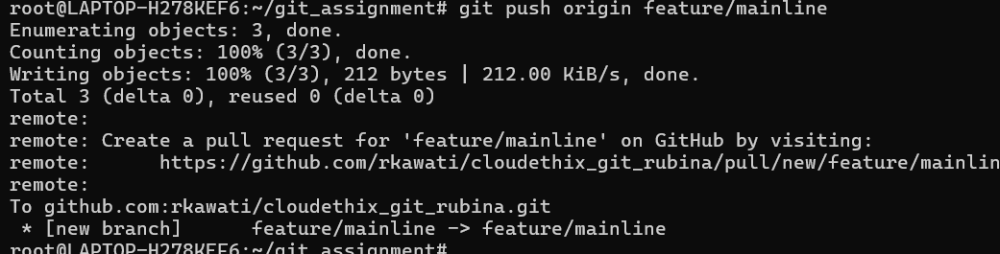 root@LAPTOP-H278KEF6:~/git_assignment# git push origin feature/mainline
Enumerating objects: 3, done.
Counting objects: 100% (3/3), done.
Writing objects: 100% (3/3), 212 bytes | 212.00 KiB/s, done.
Total 3 (delta 0), reused 0 (delta 0)
remote:
remote: Create a pull request for 'feature/mainline' on GitHub by visiting:
remote:      https://github.com/rkawati/cloudethix_git_rubina/pull/new/feature/mainlin
remote:
To github.com:rkawati/cloudethix_git_rubina.git
 * [new branch]      feature/mainline -> feature/mainline
root@LAPTOP-H278KEF6:~/git_assignment#